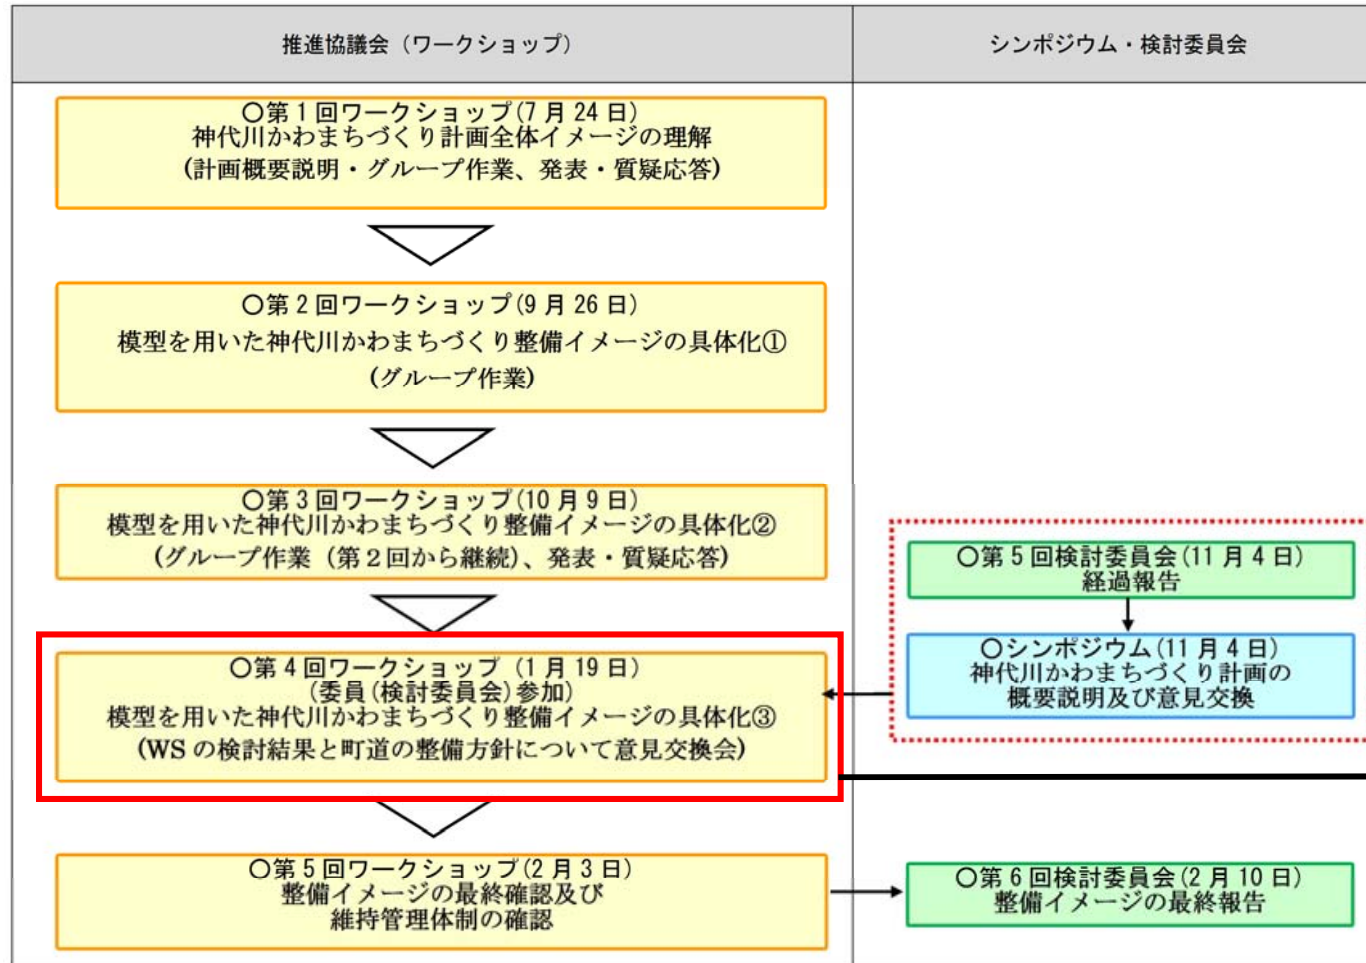 推進協議会（ワークショップ）
シンポジウム・検討委員会
〇第１回ワークショップ(7 月 24 日)
神代川かわまちづくり計画全体イメージの理解
(計画概要説明・グループ作業、発表・質疑応答)
〇第２回ワークショップ(9 月 26 日)
模型を用いた神代川かわまちづくり整備イメージの具体化①
(グループ作業)
〇第３回ワークショップ(10 月 9 日)
模型を用いた神代川かわまちづくり整備イメージの具体化②
(グループ作業（第２回から継続)、発表・質疑応答)
〇第５回検討委員会(11 月 4 日)
経過報告
〇シンポジウム(11 月 4 日)
神代川かわまちづくり計画の
概要説明及び意見交換
〇第４回ワークショップ（1 月 19 日）
(委員(検討委員会)参加)
模型を用いた神代川かわまちづくり整備イメージの具体化③
(WS の検討結果と町道の整備方針について意見交換会)
〇第５回ワークショップ(2 月 3 日)
整備イメージの最終確認及び
維持管理体制の確認
〇第６回検討委員会(2 月 10 日)
整備イメージの最終報告